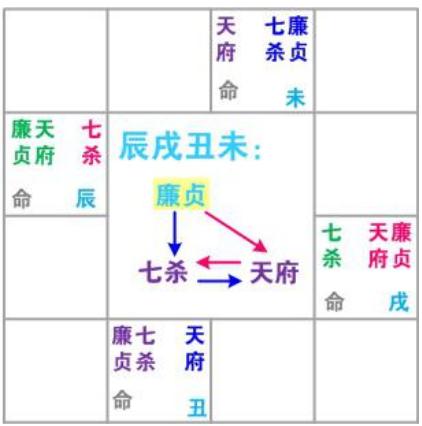 天府 七杀 廉贞
命 未
廉贞 天府 七杀
命 辰
辰戌丑未：
廉贞
七杀 天府
七杀 天府 廉贞
命 戌
廉贞 七杀 天府
命 丑